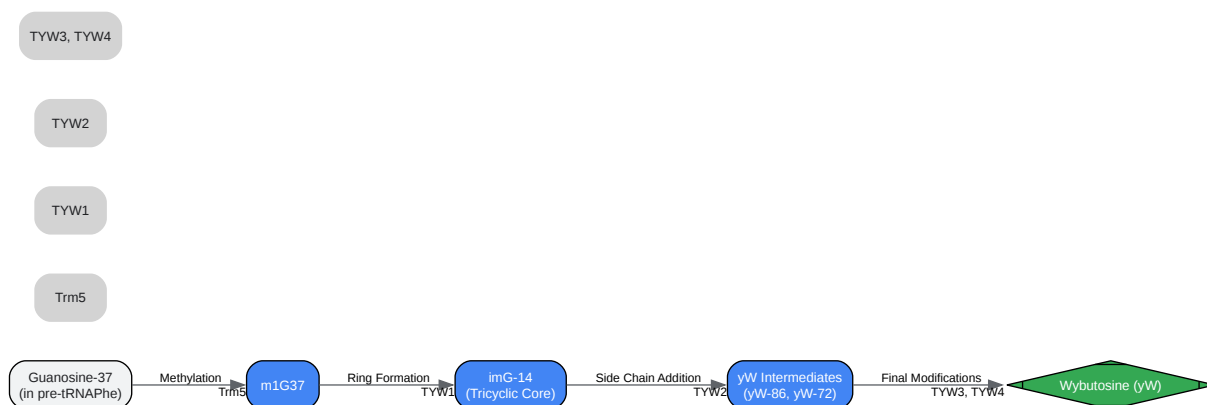 TYW3, TYW4
TYW2
TYW1
Trm5
Guanosine-37
(in pre-tRNAPhe)
Methylation
Trm5
m1G37
Ring Formation
TYW1
imG-14
(Tricyclic Core)
Side Chain Addition
TYW2
yW Intermediates
(yW-86, yW-72)
Final Modifications
TYW3, TYW4
Wybutosine (yW)